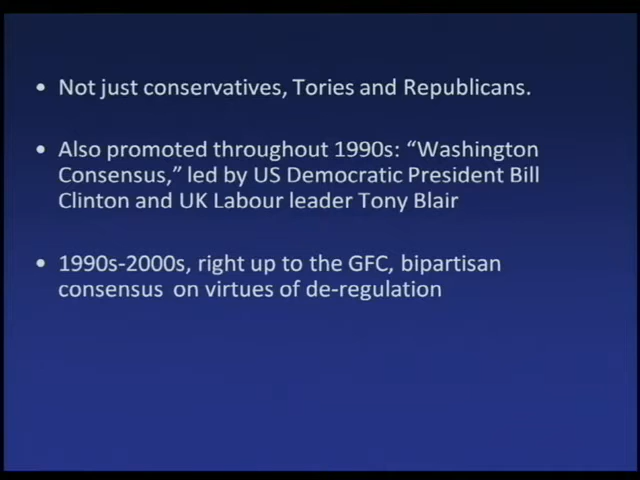 • Not just conservatives, Tories and Republicans.
• Also promoted throughout 1990s: “Washington
Consensus,” led by US Democratic President Bill
Clinton and UK Labour leader Tony Blair
• 1990s-2000s, right up to the GFC, bipartisan
consensus on virtues of de-regulation